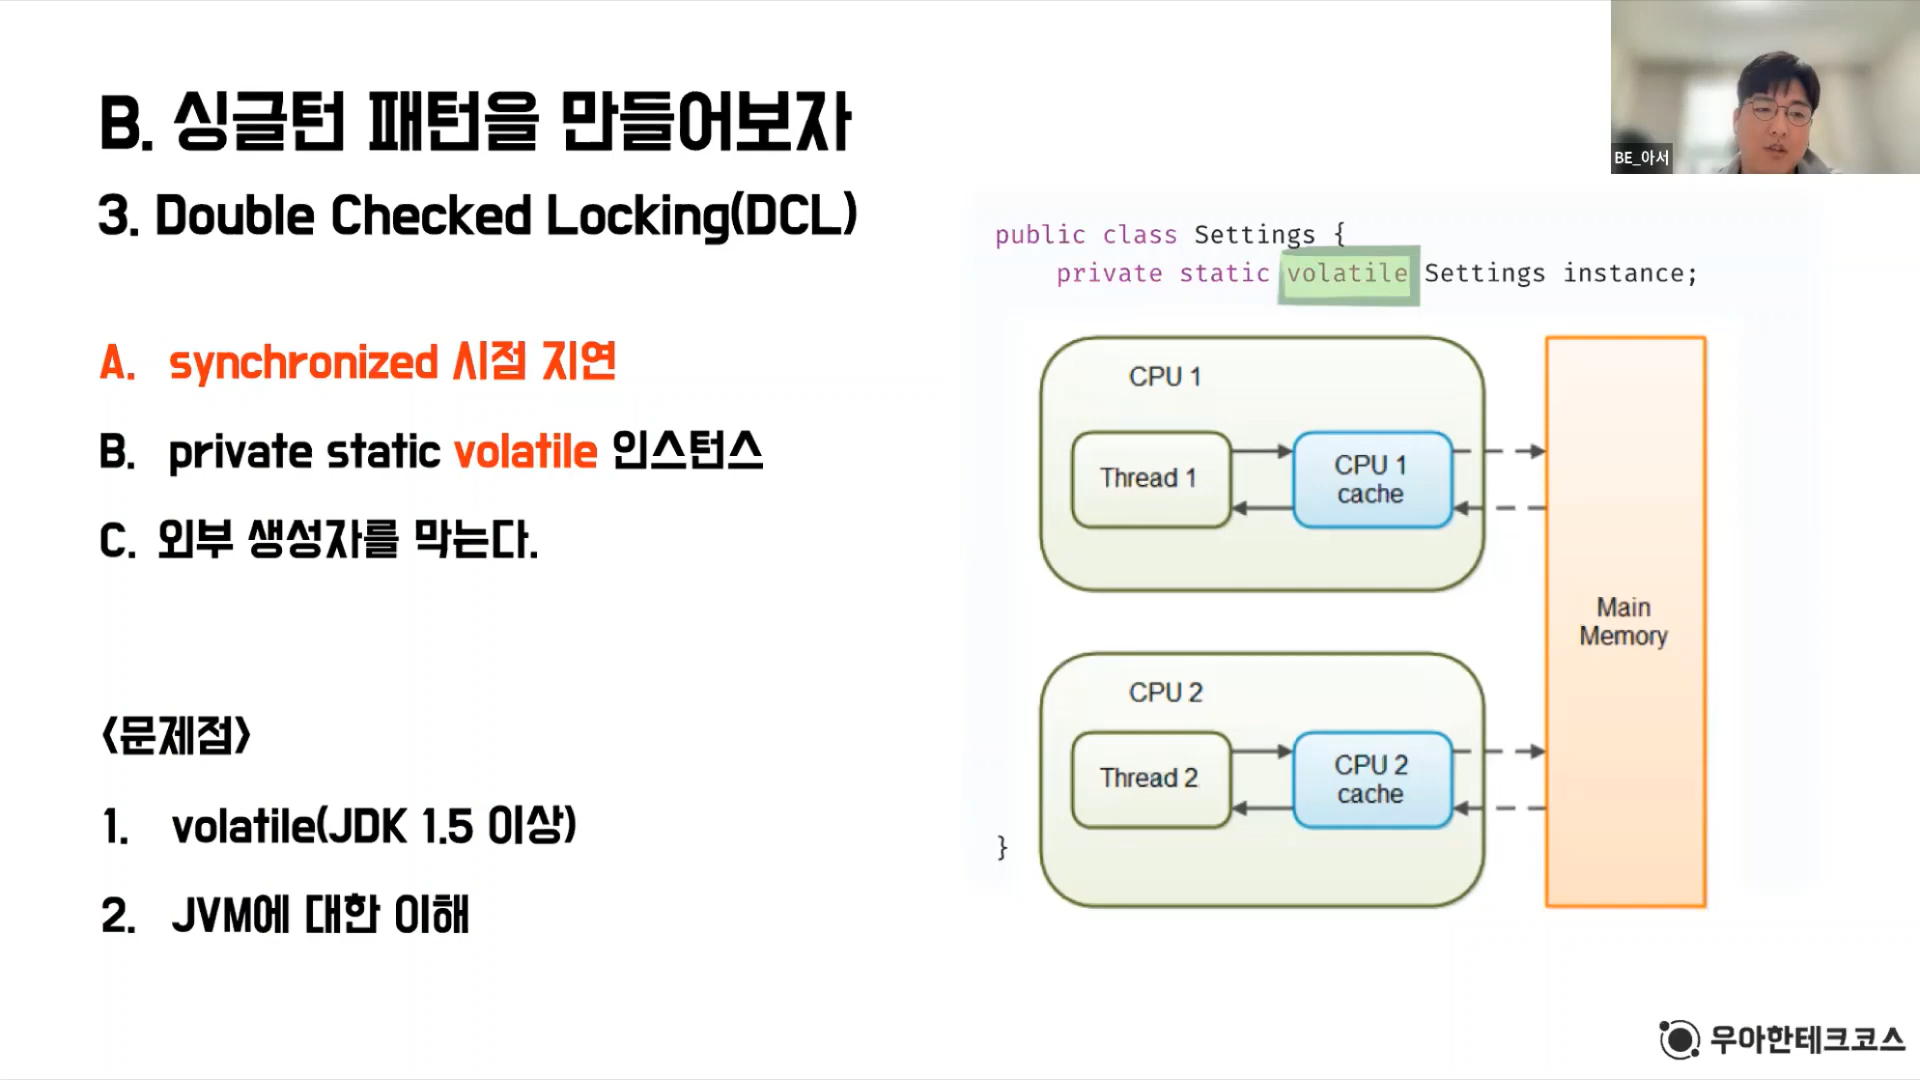 B. 싱글턴 패턴을 만들어보자
3. Double Checked Locking(DCL)
A. synchronized 시점 지연
B. private static volatile 인스턴스
C. 외부 생성자를 막는다.
<문제점>
1. volatile(JDK 1.5 이상)
2. JVM에 대한 이해
BE_아서
public class Settings {
private static volatile Settings instance;
CPU 1
Thread 1
CPU 1
cache
CPU 2
Thread 2
CPU 2
cache
Main
Memory
}
우아한테크코스